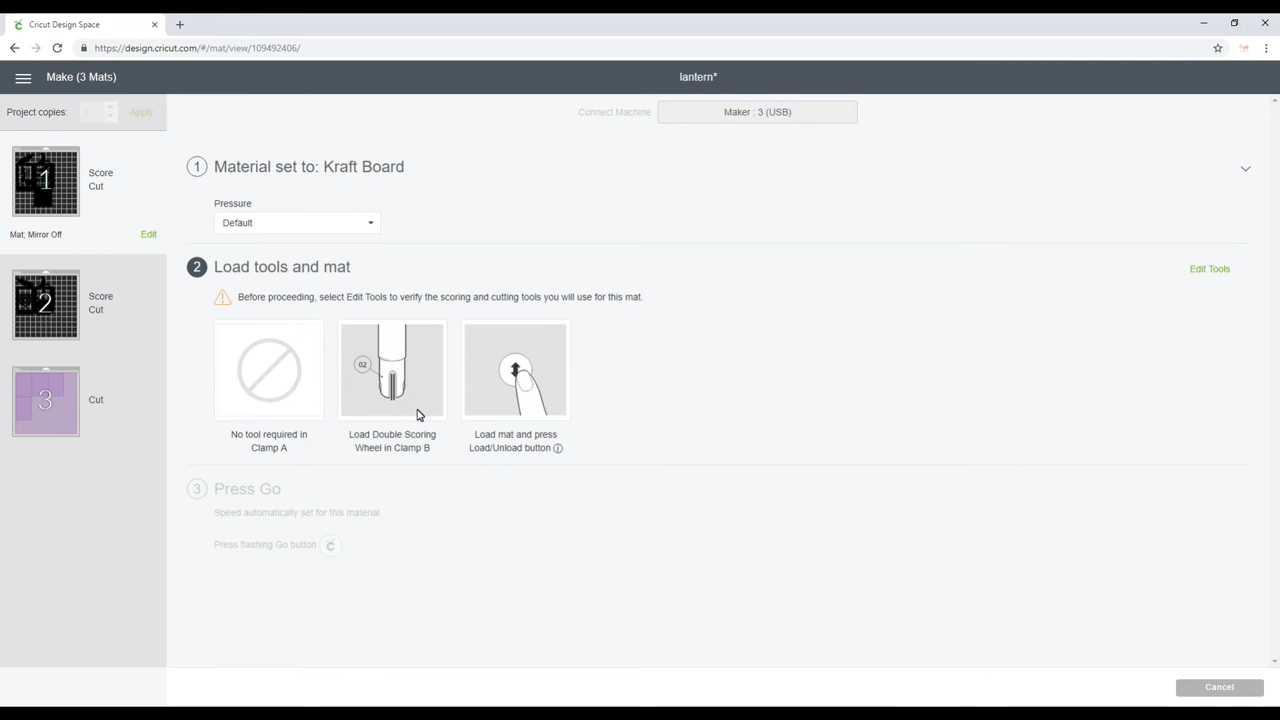 Cricut Design Space
https://design.cricut.com/#/mat/view/109492406/
Make (3 Mats)
lantern*
Project copies:
Apply
Connect Machine
Maker : 3 (USB)
1
Score
Cut
Mat; Mirror Off
Edit
2
Score
Cut
3
Cut
1
Material set to: Kraft Board
Pressure
Default
2
Load tools and mat
Edit Tools
Before proceeding, select Edit Tools to verify the scoring and cutting tools you will use for this mat.
02
No tool required in
Clamp A
Load Double Scoring
Wheel in Clamp B
Load mat and press
Load/Unload button
3
Press Go
Speed automatically set for this material
Press flashing Go button
Cancel